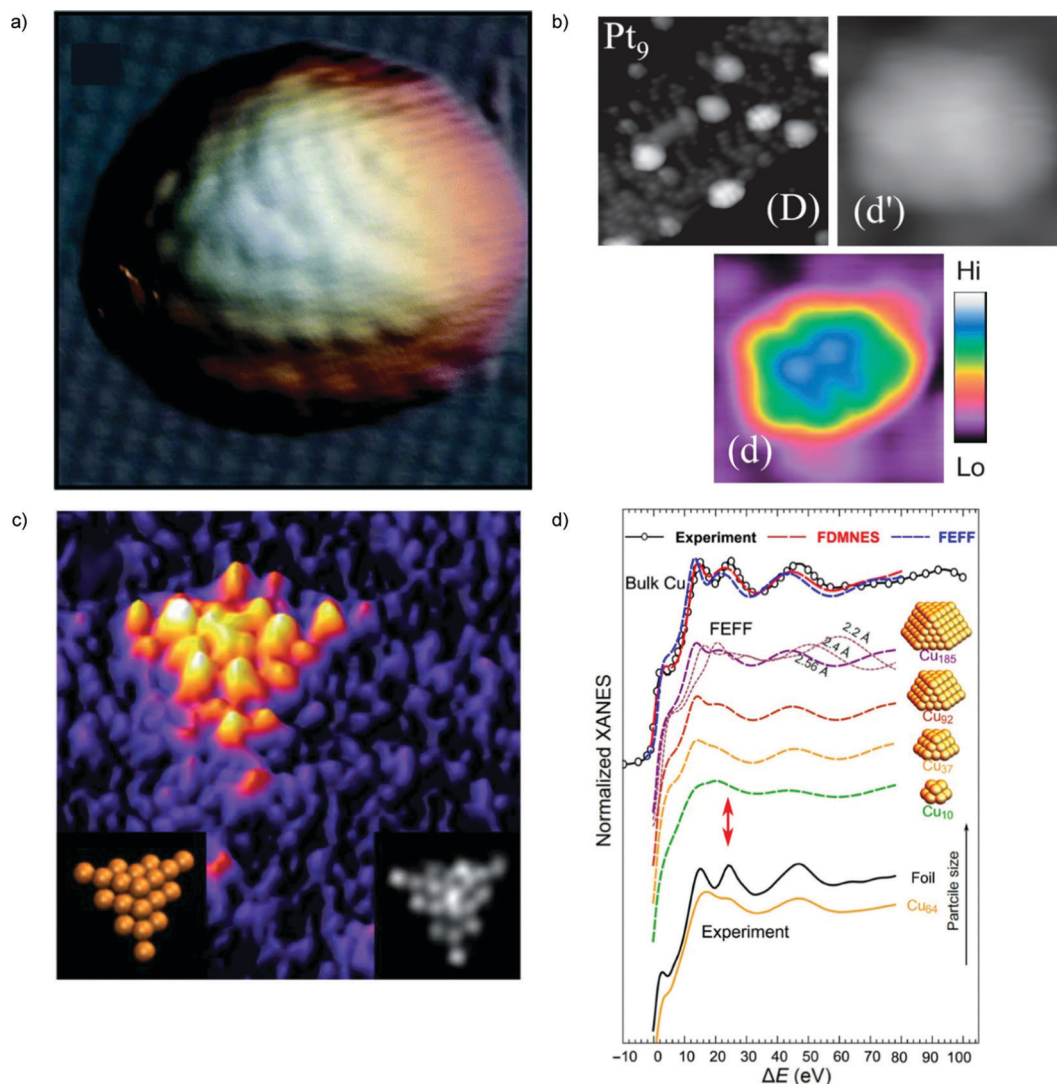 a)
b)
Pt9
(D)
(d')
Hi
(d)
Lo
c)
d)
Experiment
FDMNES
FEFF
Bulk Cu
FEFF
2.2 Å
2.4 Å
2.56 Å
Cu185
Cu92
Cu37
Cu10
Foil
Cu64
Experiment
Normalized XANES
Partcile size
−10 0 10 20 30 40 50 60 70 80 90 100
ΔE (eV)